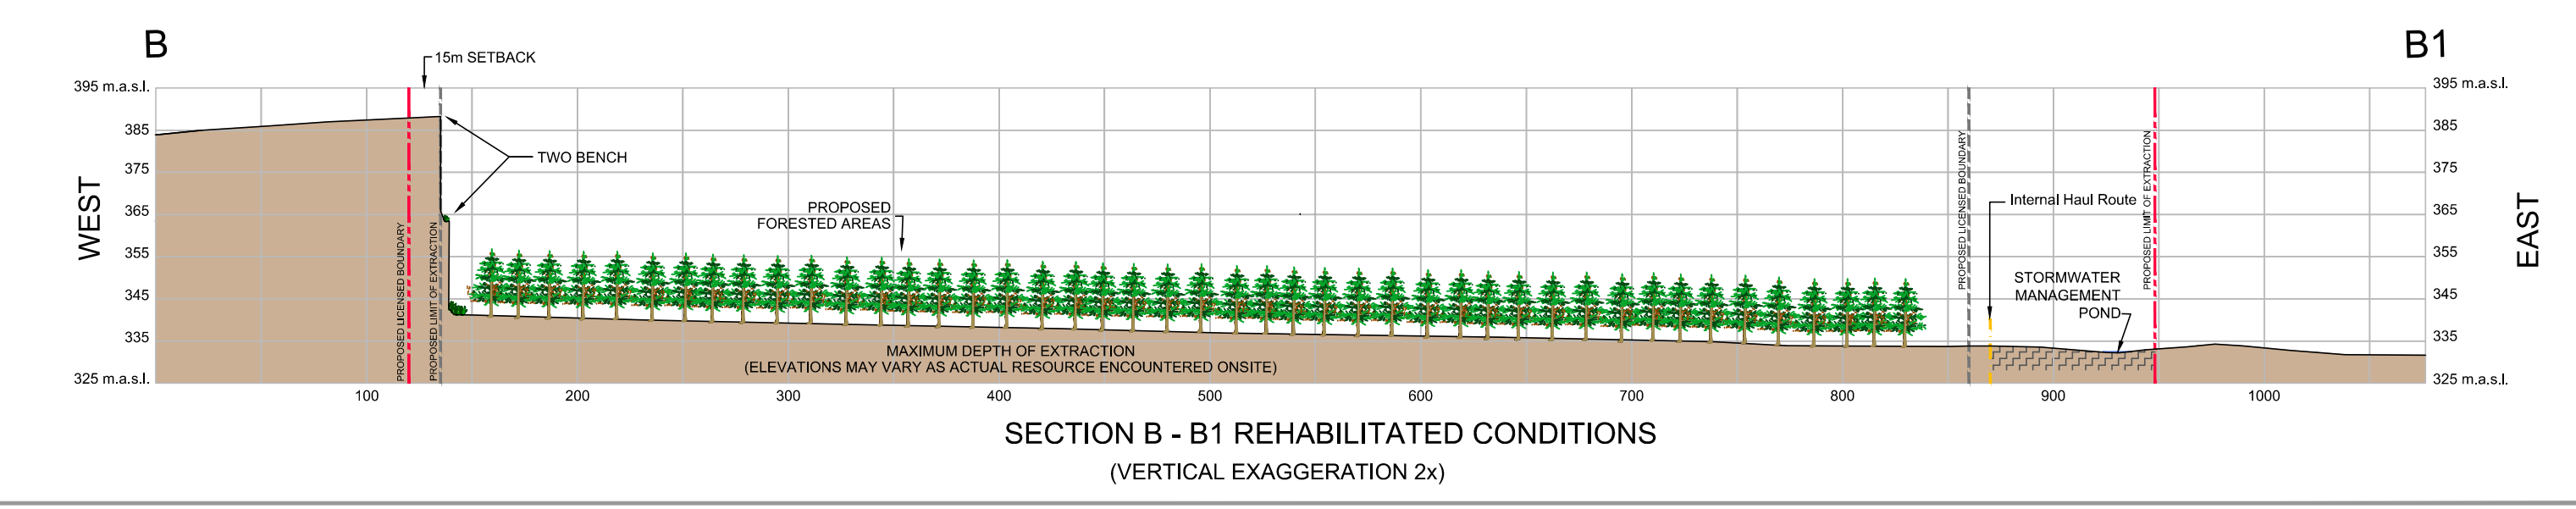 B
B1
15m SETBACK
395 m.a.s.l.
385
375
365
355
345
335
325 m.a.s.l.
WEST
TWO BENCH
PROPOSED
FORESTED AREAS
PROPOSED LICENSED BOUNDARY
PROPOSED LIMIT OF EXTRACTION
MAXIMUM DEPTH OF EXTRACTION
(ELEVATIONS MAY VARY AS ACTUAL RESOURCE ENCOUNTERED ONSITE)
PROPOSED LICENSED BOUNDARY
Internal Haul Route
PROPOSED LIMIT OF EXTRACTION
STORMWATER
MANAGEMENT
POND
395 m.a.s.l.
385
375
365
355
345
335
325 m.a.s.l.
EAST
100
200
300
400
500
600
700
800
900
1000
SECTION B - B1 REHABILITATED CONDITIONS
(VERTICAL EXAGGERATION 2x)